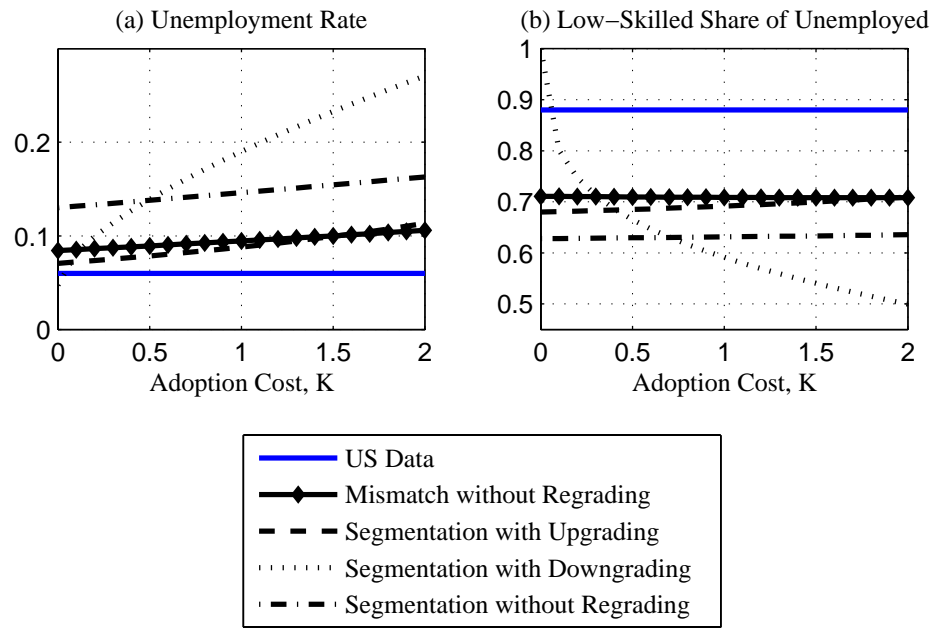 (a) Unemployment Rate
0.2
0.1
0
0 0.5 1 1.5 2
Adoption Cost, K
(b) Low−Skilled Share of Unemployed
1
0.9
0.8
0.7
0.6
0.5
0 0.5 1 1.5 2
Adoption Cost, K
US Data
Mismatch without Regrading
Segmentation with Upgrading
Segmentation with Downgrading
Segmentation without Regrading